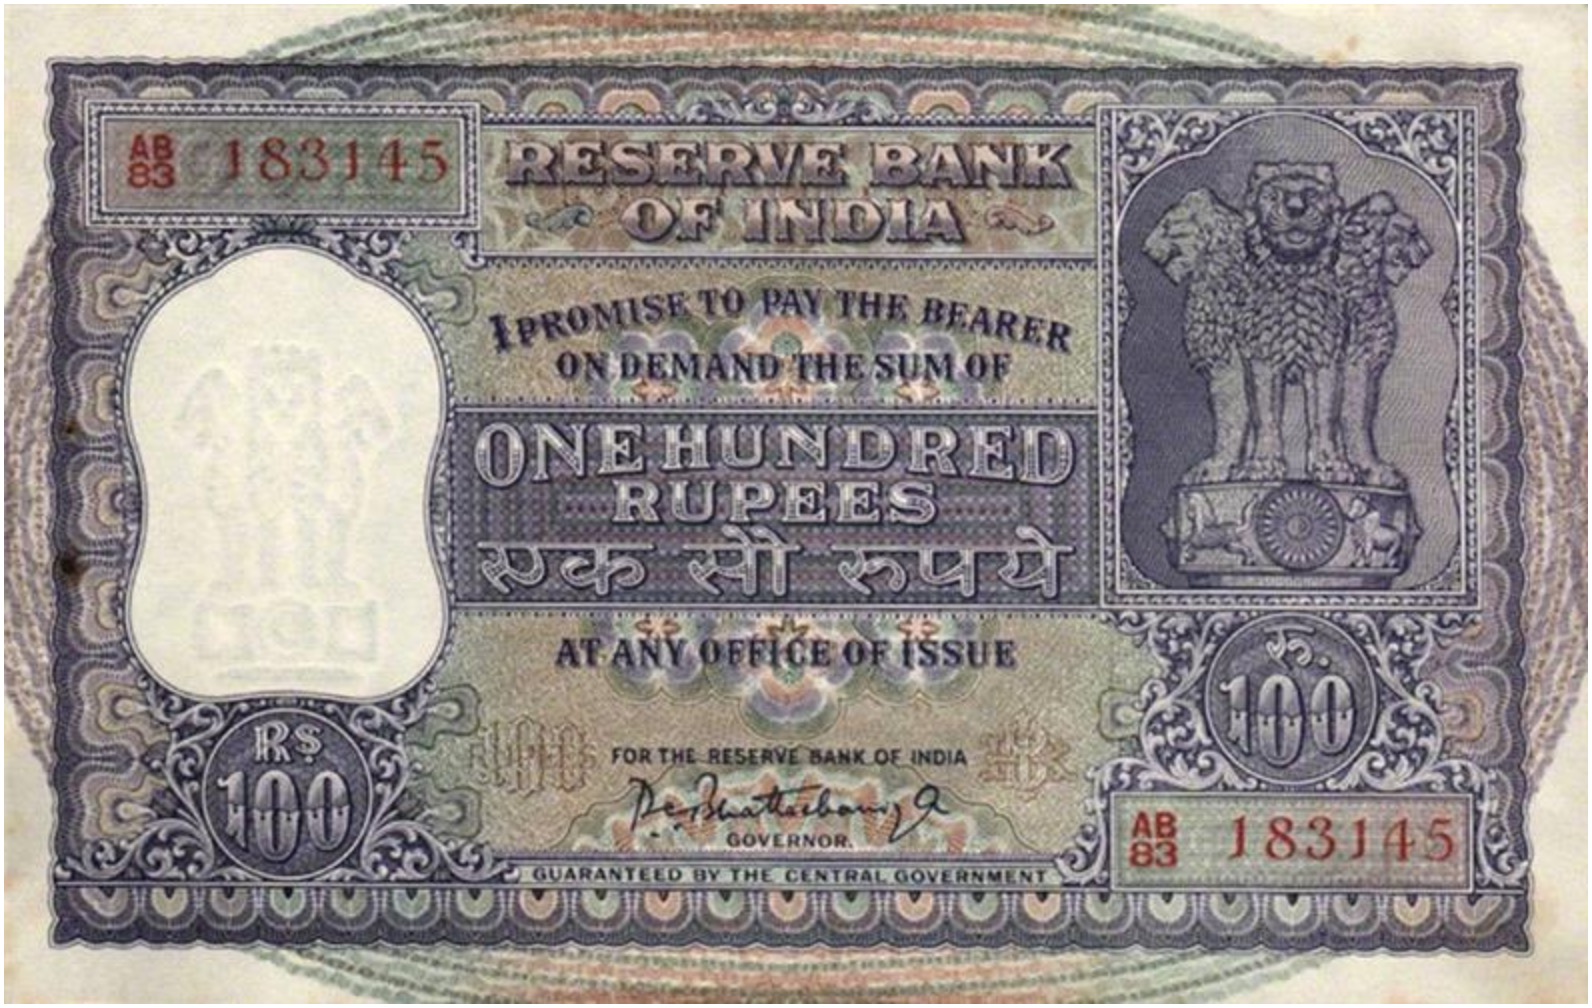 AB
83 183145
RESERVE BANK
OF INDIA
I PROMISE TO PAY THE BEARER
ON DEMAND THE SUM OF
ONE HUNDRED
RUPEES
एक सौ रुपये
AT ANY OFFICE OF ISSUE
RS
100
रु.
100
FOR THE RESERVE BANK OF INDIA
GOVERNOR.
GUARANTEED BY THE CENTRAL GOVERNMENT
AB
83 183145